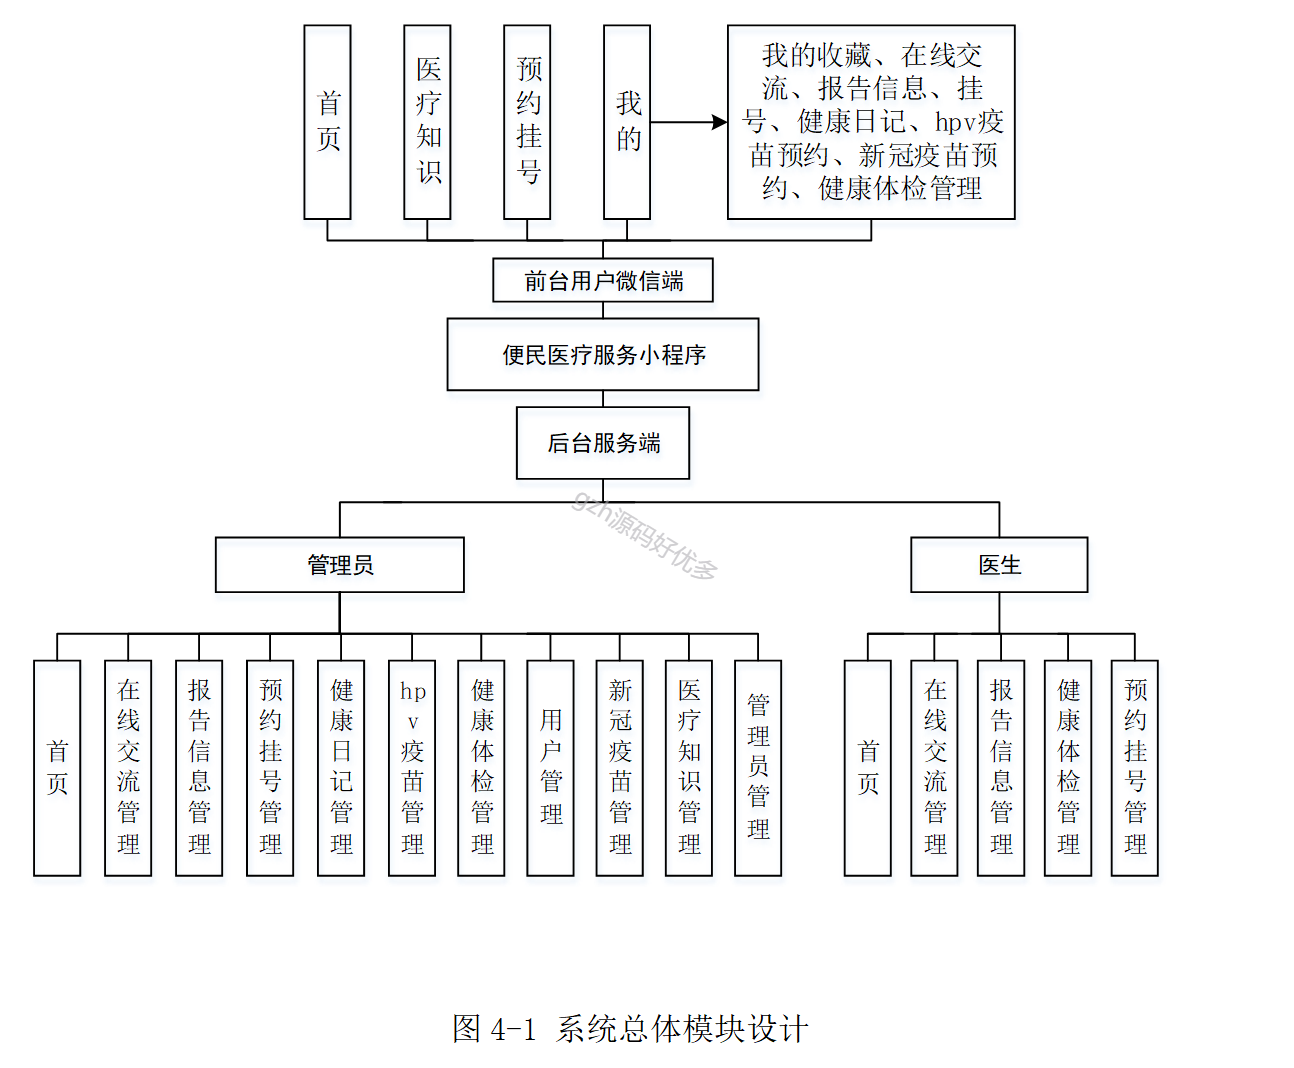 首页
医疗知识
预约挂号
我的
我的收藏、在线交
流、报告信息、挂
号、健康日记、hpv疫
苗预约、新冠疫苗预
约、健康体检管理
前台用户微信端
便民医疗服务小程序
后台服务端
gzh源码好优多
管理员
医生
首页
在线交流管理
报告信息管理
预约挂号管理
健康日记管理
hpv疫苗管理
健康体检管理
用户管理
新冠疫苗管理
医疗知识管理
管理员管理
首页
在线交流管理
报告信息管理
健康体检管理
预约挂号管理
图 4-1 系统总体模块设计